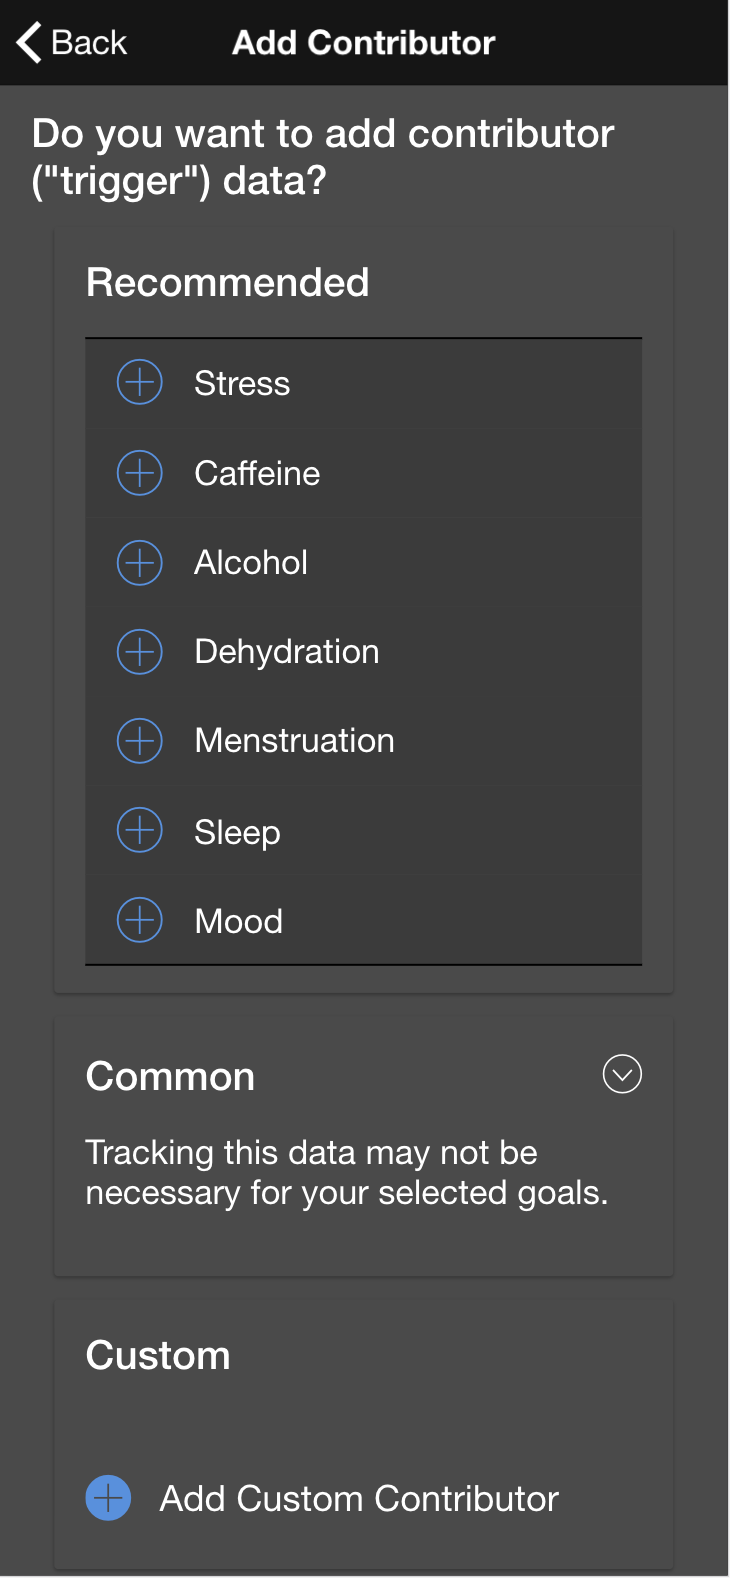 Back
Add Contributor
Do you want to add contributor
("trigger") data?
Recommended
Stress
Caffeine
Alcohol
Dehydration
Menstruation
Sleep
Mood
Common
Tracking this data may not be
necessary for your selected goals.
Custom
Add Custom Contributor